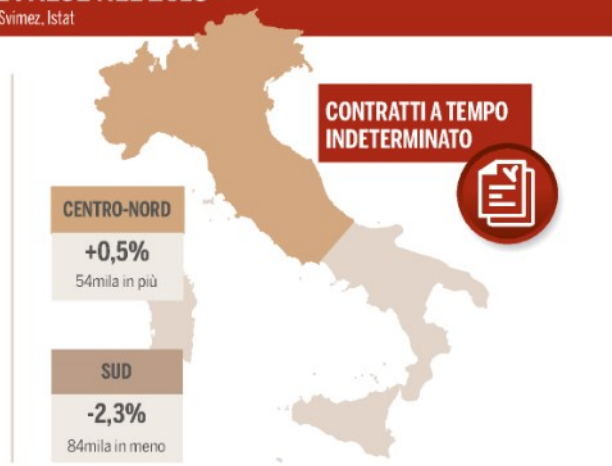 Svimez, Istat
CONTRATTI A TEMPO
INDETERMINATO
CENTRO-NORD
+0,5%
54mila in più
SUD
-2,3%
84mila in meno